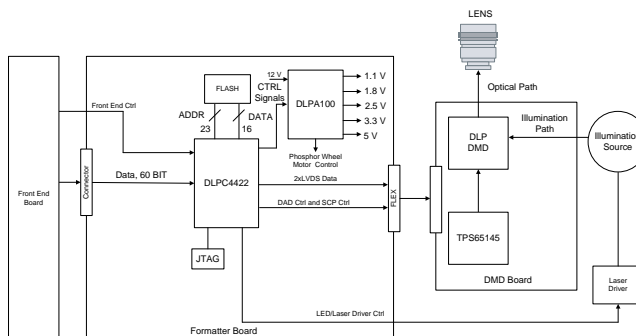 LENS
Optical Path
12 V
CTRL
Signals
FLASH
DLPA100
1.1 V
1.8 V
2.5 V
3.3 V
5 V
Front End Ctrl
ADDR
DATA
23
16
Phosphor Wheel
Motor Control
DLP
DMD
Illumination
Path
Illumination
Source
Front End
Board
Connector
Data, 60 BIT
DLPC4422
2xLVDS Data
DAD Ctrl and SCP Ctrl
FLEX
TPS65145
JTAG
DMD Board
Laser
Driver
LED/Laser Driver Ctrl
Formatter Board